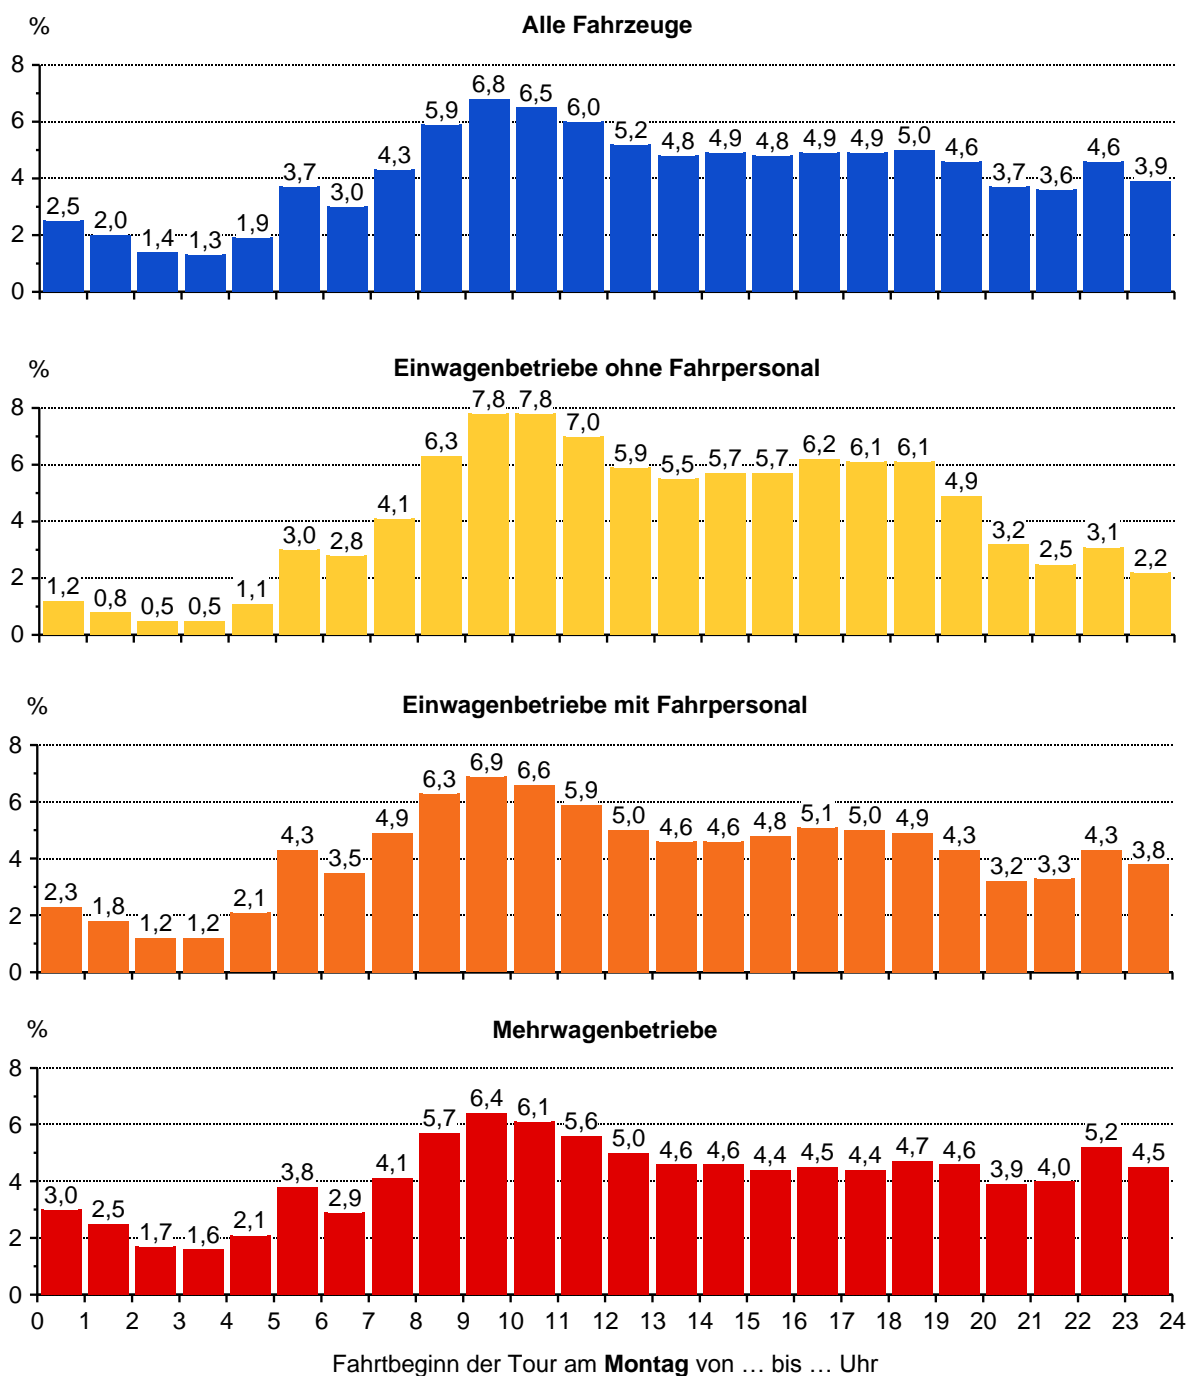 Alle Fahrzeuge
%
8
6
4
2
0
2,5 2,0 1,4 1,3 1,9 3,7 3,0 4,3 5,9 6,8 6,5 6,0 5,2 4,8 4,9 4,8 4,9 4,9 5,0 4,6 3,7 3,6 4,6 3,9
Einwagenbetriebe ohne Fahrpersonal
%
8
6
4
2
0
1,2 0,8 0,5 0,5 1,1 3,0 2,8 4,1 6,3 7,8 7,8 7,0 5,9 5,5 5,7 5,7 6,2 6,1 6,1 4,9 3,2 2,5 3,1 2,2
Einwagenbetriebe mit Fahrpersonal
%
8
6
4
2
0
2,3 1,8 1,2 1,2 2,1 4,3 3,5 4,9 6,3 6,9 6,6 5,9 5,0 4,6 4,6 4,8 5,1 5,0 4,9 4,3 3,2 3,3 4,3 3,8
Mehrwagenbetriebe
%
8
6
4
2
0
3,0 2,5 1,7 1,6 2,1 3,8 2,9 4,1 5,7 6,4 6,1 5,6 5,0 4,6 4,6 4,4 4,5 4,4 4,7 4,6 3,9 4,0 5,2 4,5
0 1 2 3 4 5 6 7 8 9 10 11 12 13 14 15 16 17 18 19 20 21 22 23 24
Fahrtbeginn der Tour am Montag von … bis … Uhr